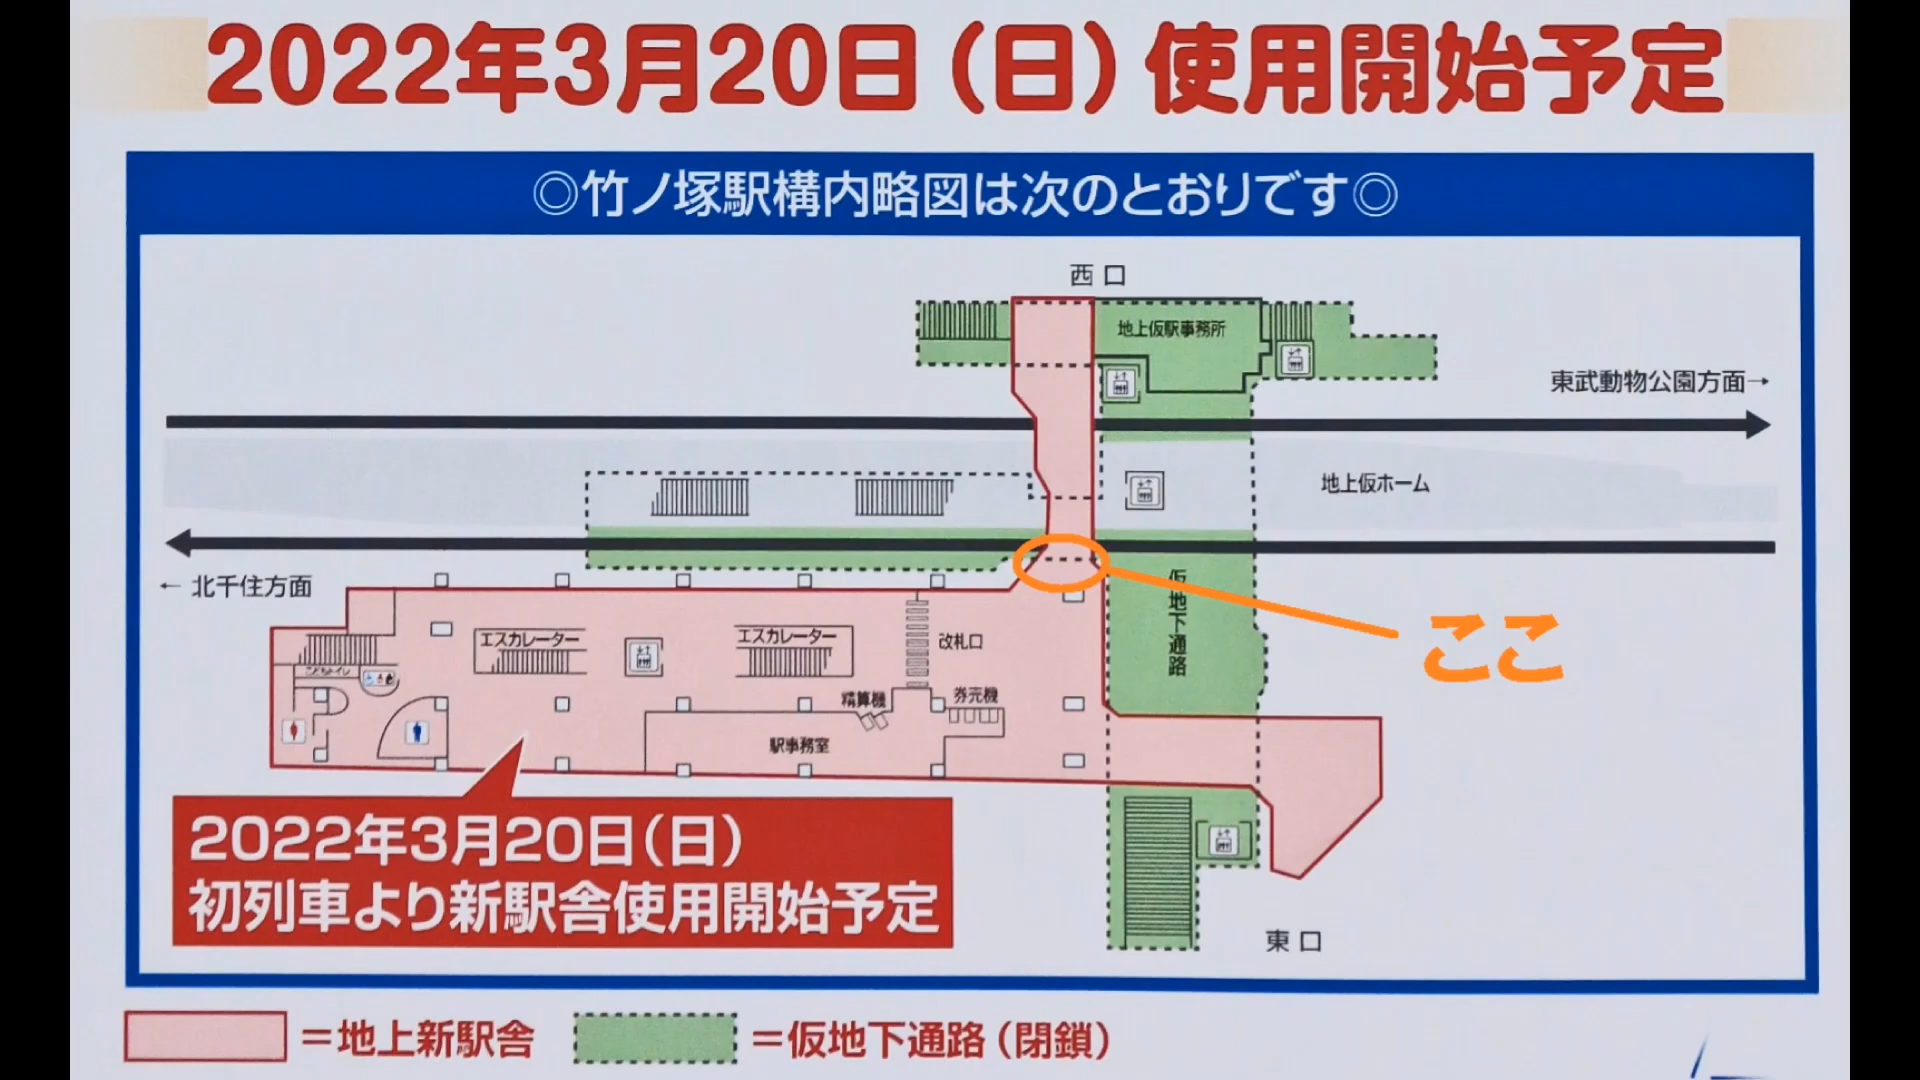 2022年3月20日（日）使用開始予定
◎竹ノ塚駅構内略図は次のとおりです◎
西口
地上仮駅事務所
東武動物公園方面→
地上仮ホーム
← 北千住方面
仮地下通路
ここ
エスカレーター
エスカレーター
改札口
こどもトイレ
精算機
券売機
駅事務室
2022年3月20日（日）
初列車より新駅舎使用開始予定
東口
＝地上新駅舎
＝仮地下通路（閉鎖）